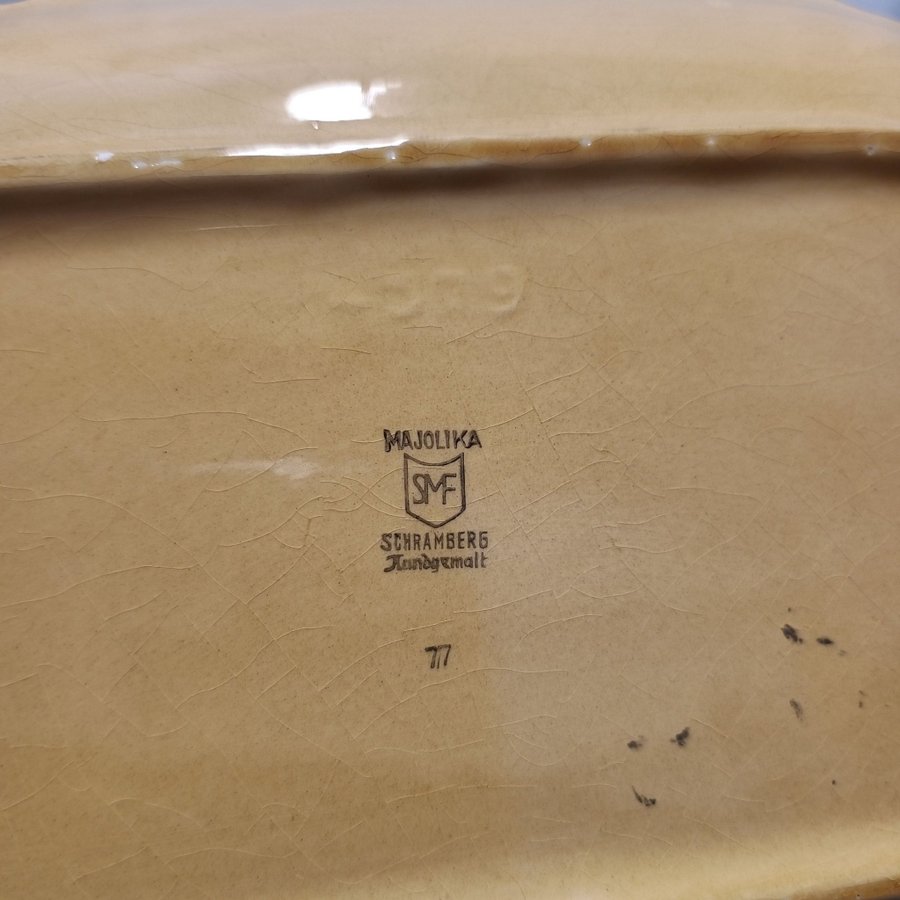 MAJOLIKA
SMF
SCHRAMBERG
Handgemalt
77